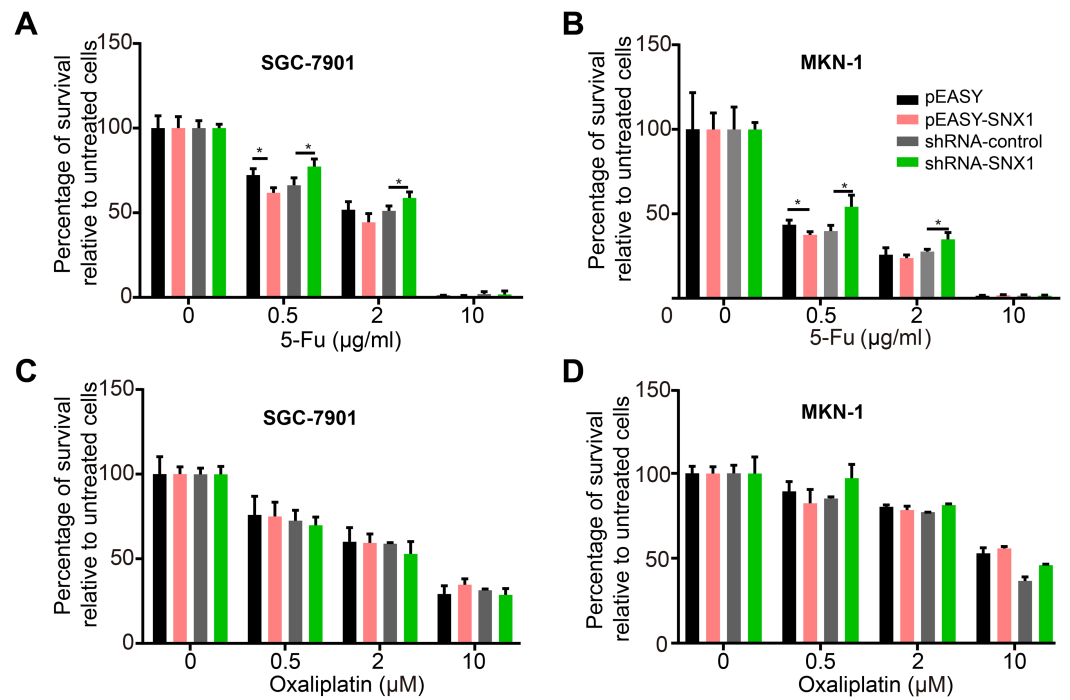 A
Percentage of survival
relative to untreated cells
150
100
50
0
SGC-7901
*
*
*
0 0.5 2 10
5-Fu (µg/ml)
B
Percentage of survival
relative to untreated cells
150
100
50
0
MKN-1
pEASY
pEASY-SNX1
shRNA-control
shRNA-SNX1
*
*
*
0 0.5 2 10
5-Fu (µg/ml)
C
Percentage of survival
relative to untreated cells
150
100
50
0
SGC-7901
0 0.5 2 10
Oxaliplatin (µM)
D
Percentage of survival
relative to untreated cells
150
100
50
0
MKN-1
0 0.5 2 10
Oxaliplatin (µM)